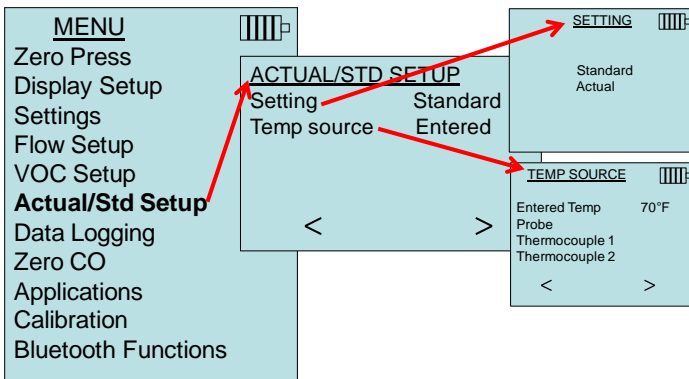 MENU
Zero Press
Display Setup
Settings
Flow Setup
VOC Setup
Actual/Std Setup
Data Logging
Zero CO
Applications
Calibration
Bluetooth Functions
ACTUAL/STD SETUP
Setting Standard
Temp source Entered
< >
SETTING
Standard
Actual
TEMP SOURCE
Entered Temp 70°F
Probe
Thermocouple 1
Thermocouple 2
< >